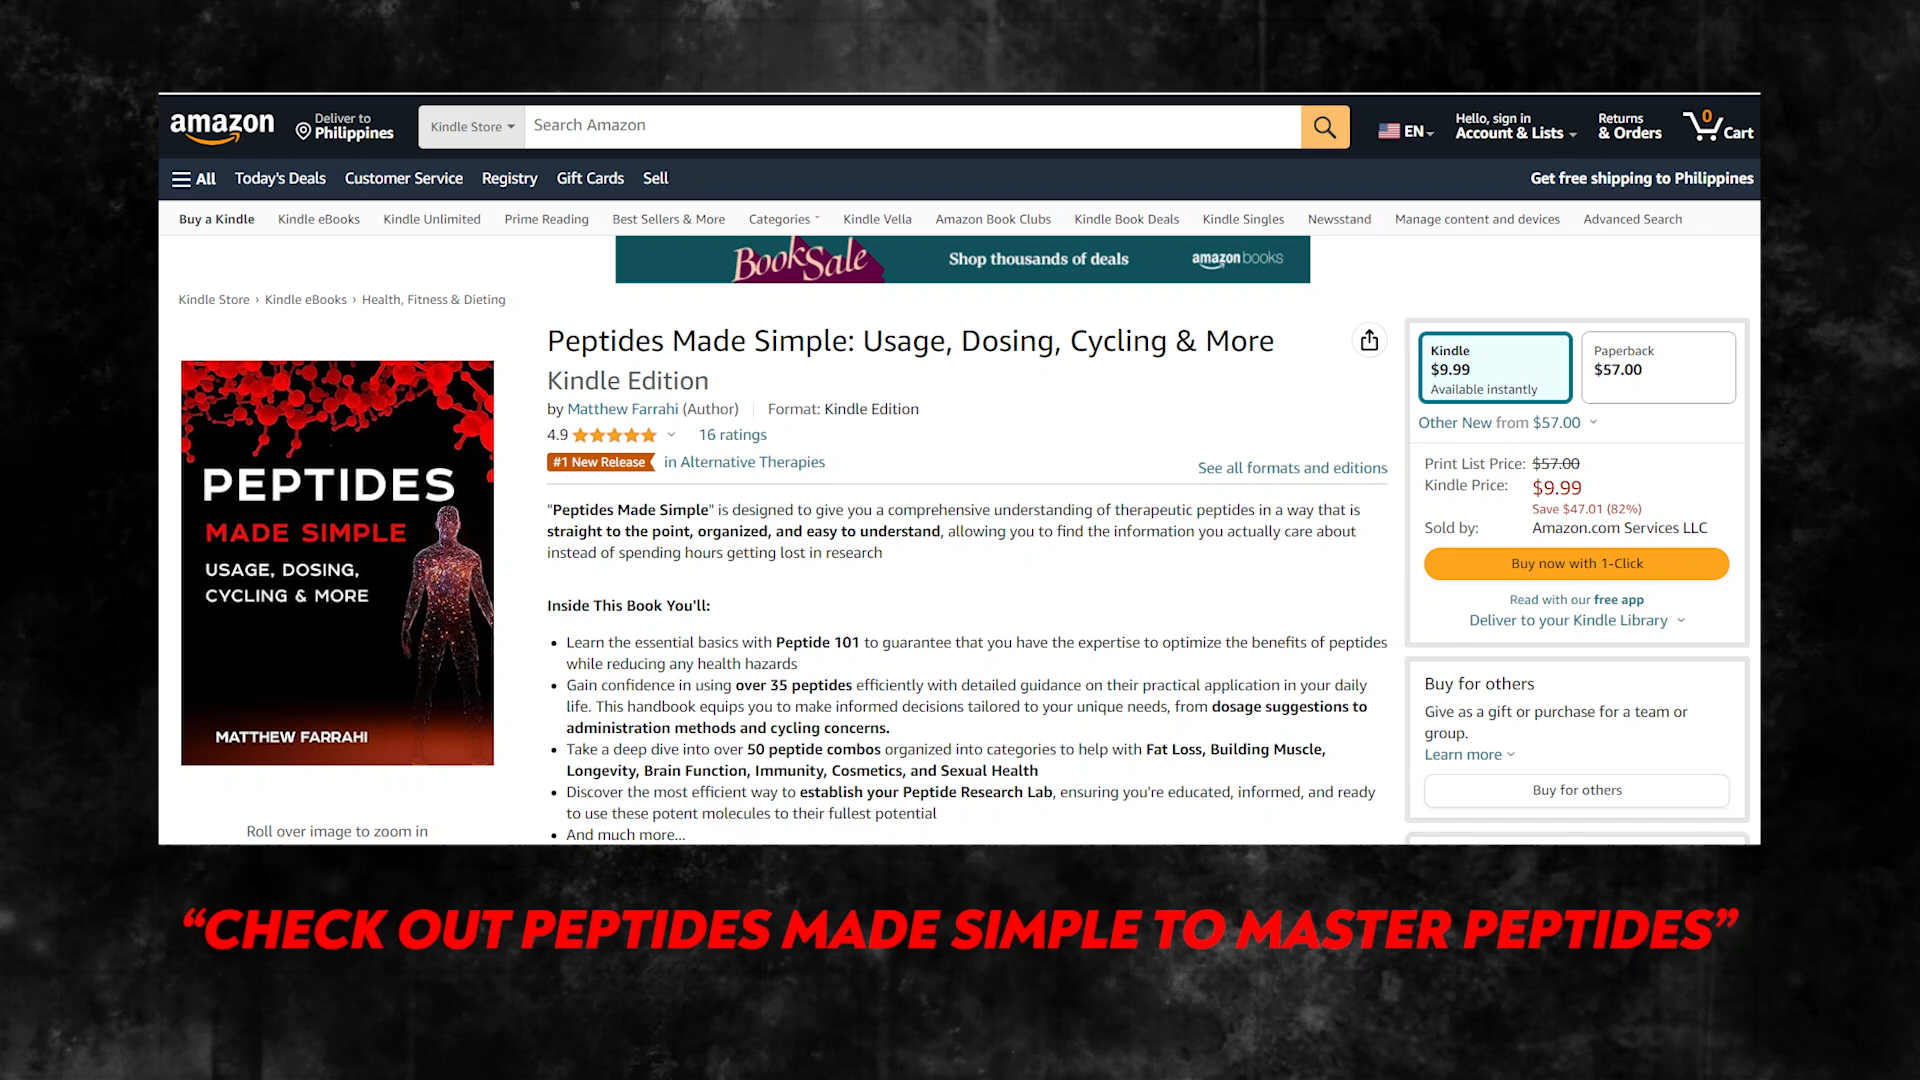 amazon
Deliver to
Philippines
Kindle Store
Search Amazon
EN
Hello, sign in
Account & Lists
Returns
& Orders
0
Cart
All
Today's Deals
Customer Service
Registry
Gift Cards
Sell
Get free shipping to Philippines
Buy a Kindle
Kindle eBooks
Kindle Unlimited
Prime Reading
Best Sellers & More
Categories
Kindle Vella
Amazon Book Clubs
Kindle Book Deals
Kindle Singles
Newsstand
Manage content and devices
Advanced Search
BookSale
Shop thousands of deals
amazon books
Kindle Store › Kindle eBooks › Health, Fitness & Dieting
PEPTIDES
MADE SIMPLE
USAGE, DOSING,
CYCLING & MORE
MATTHEW FARRAHI
Roll over image to zoom in
Peptides Made Simple: Usage, Dosing, Cycling & More
Kindle Edition
by Matthew Farrahi (Author)
Format: Kindle Edition
4.9
16 ratings
#1 New Release
in Alternative Therapies
See all formats and editions
"Peptides Made Simple" is designed to give you a comprehensive understanding of therapeutic peptides in a way that is
straight to the point, organized, and easy to understand, allowing you to find the information you actually care about
instead of spending hours getting lost in research
Inside This Book You'll:
• Learn the essential basics with Peptide 101 to guarantee that you have the expertise to optimize the benefits of peptides
while reducing any health hazards
• Gain confidence in using over 35 peptides efficiently with detailed guidance on their practical application in your daily
life. This handbook equips you to make informed decisions tailored to your unique needs, from dosage suggestions to
administration methods and cycling concerns.
• Take a deep dive into over 50 peptide combos organized into categories to help with Fat Loss, Building Muscle,
Longevity, Brain Function, Immunity, Cosmetics, and Sexual Health
• Discover the most efficient way to establish your Peptide Research Lab, ensuring you're educated, informed, and ready
to use these potent molecules to their fullest potential
• And much more...
Kindle
$9.99
Available instantly
Paperback
$57.00
Other New from $57.00
Print List Price: $57.00
Kindle Price: $9.99
Save $47.01 (82%)
Sold by: Amazon.com Services LLC
Buy now with 1-Click
Read with our free app
Deliver to your Kindle Library
Buy for others
Give as a gift or purchase for a team or
group.
Learn more
Buy for others
“CHECK OUT PEPTIDES MADE SIMPLE TO MASTER PEPTIDES”